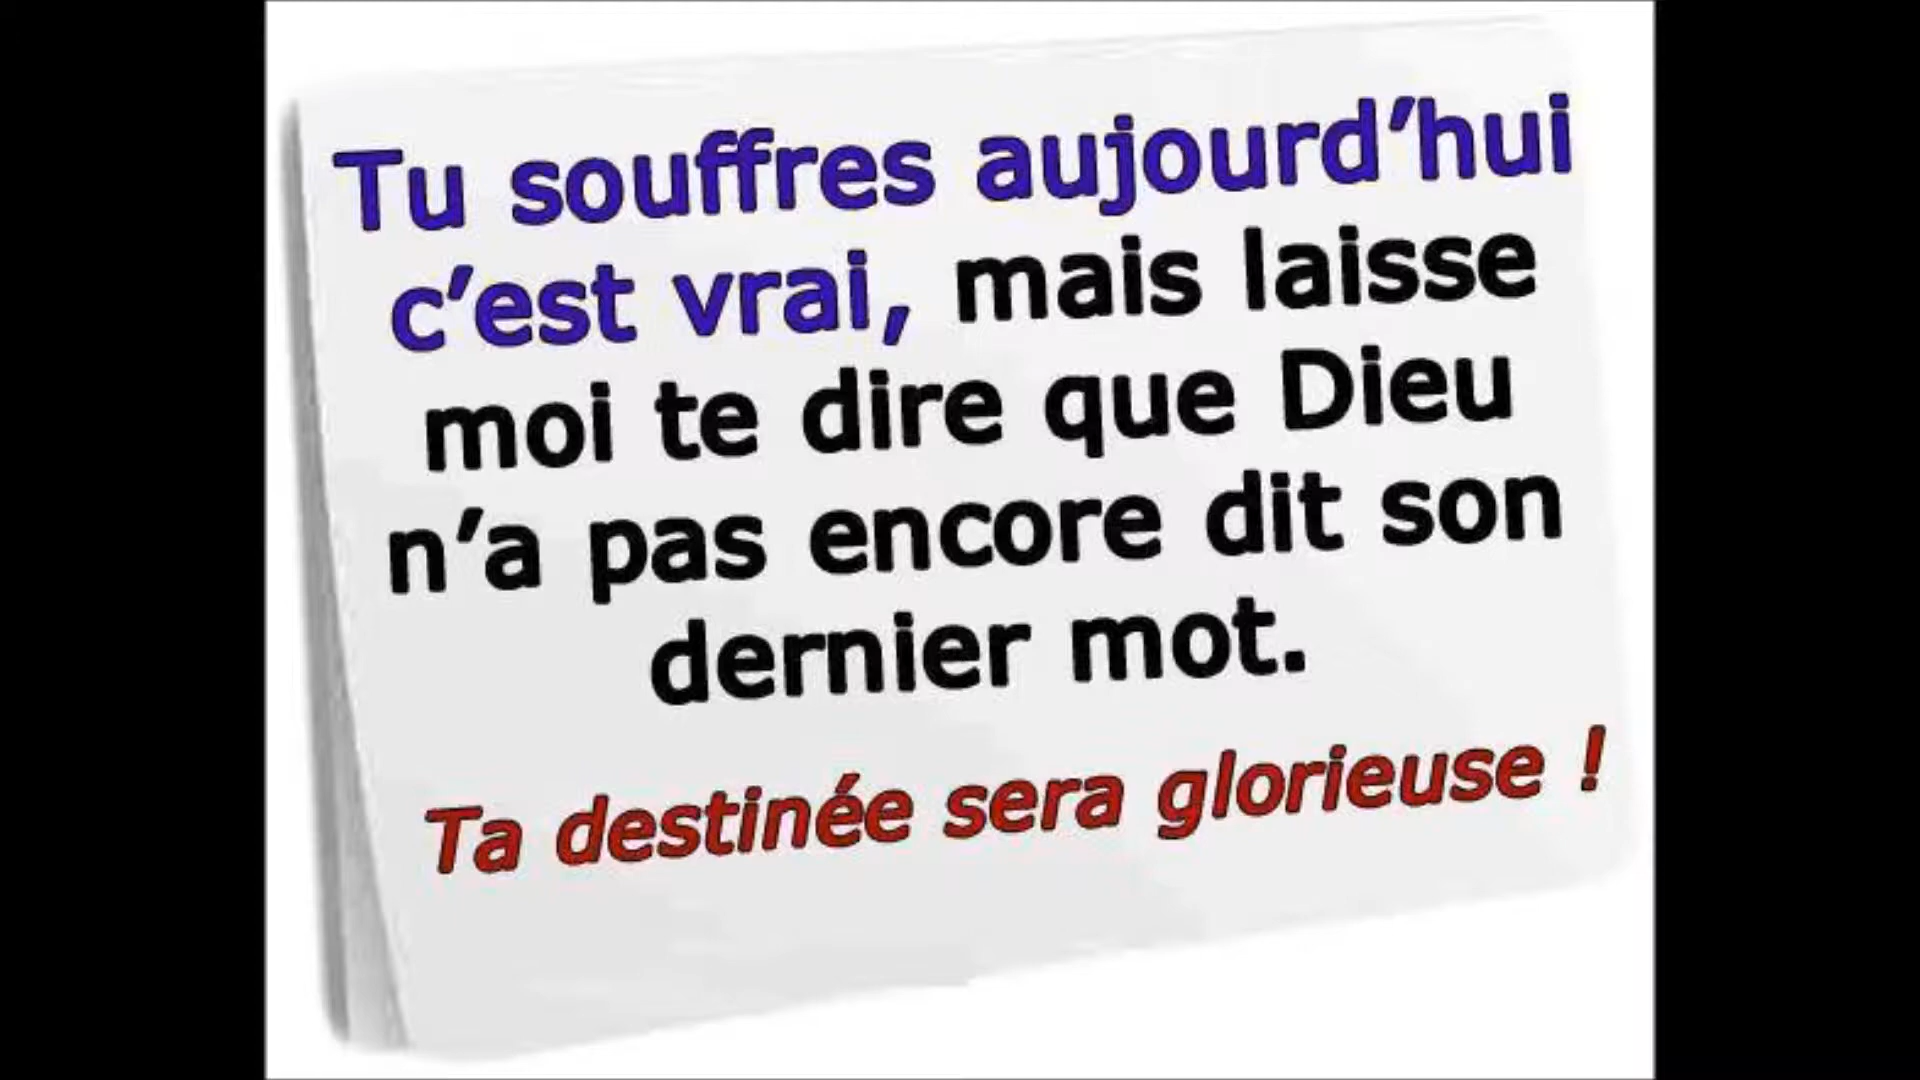 Tu souffres aujourd’hui
c’est vrai, mais laisse
moi te dire que Dieu
n’a pas encore dit son
dernier mot.
Ta destinée sera glorieuse !